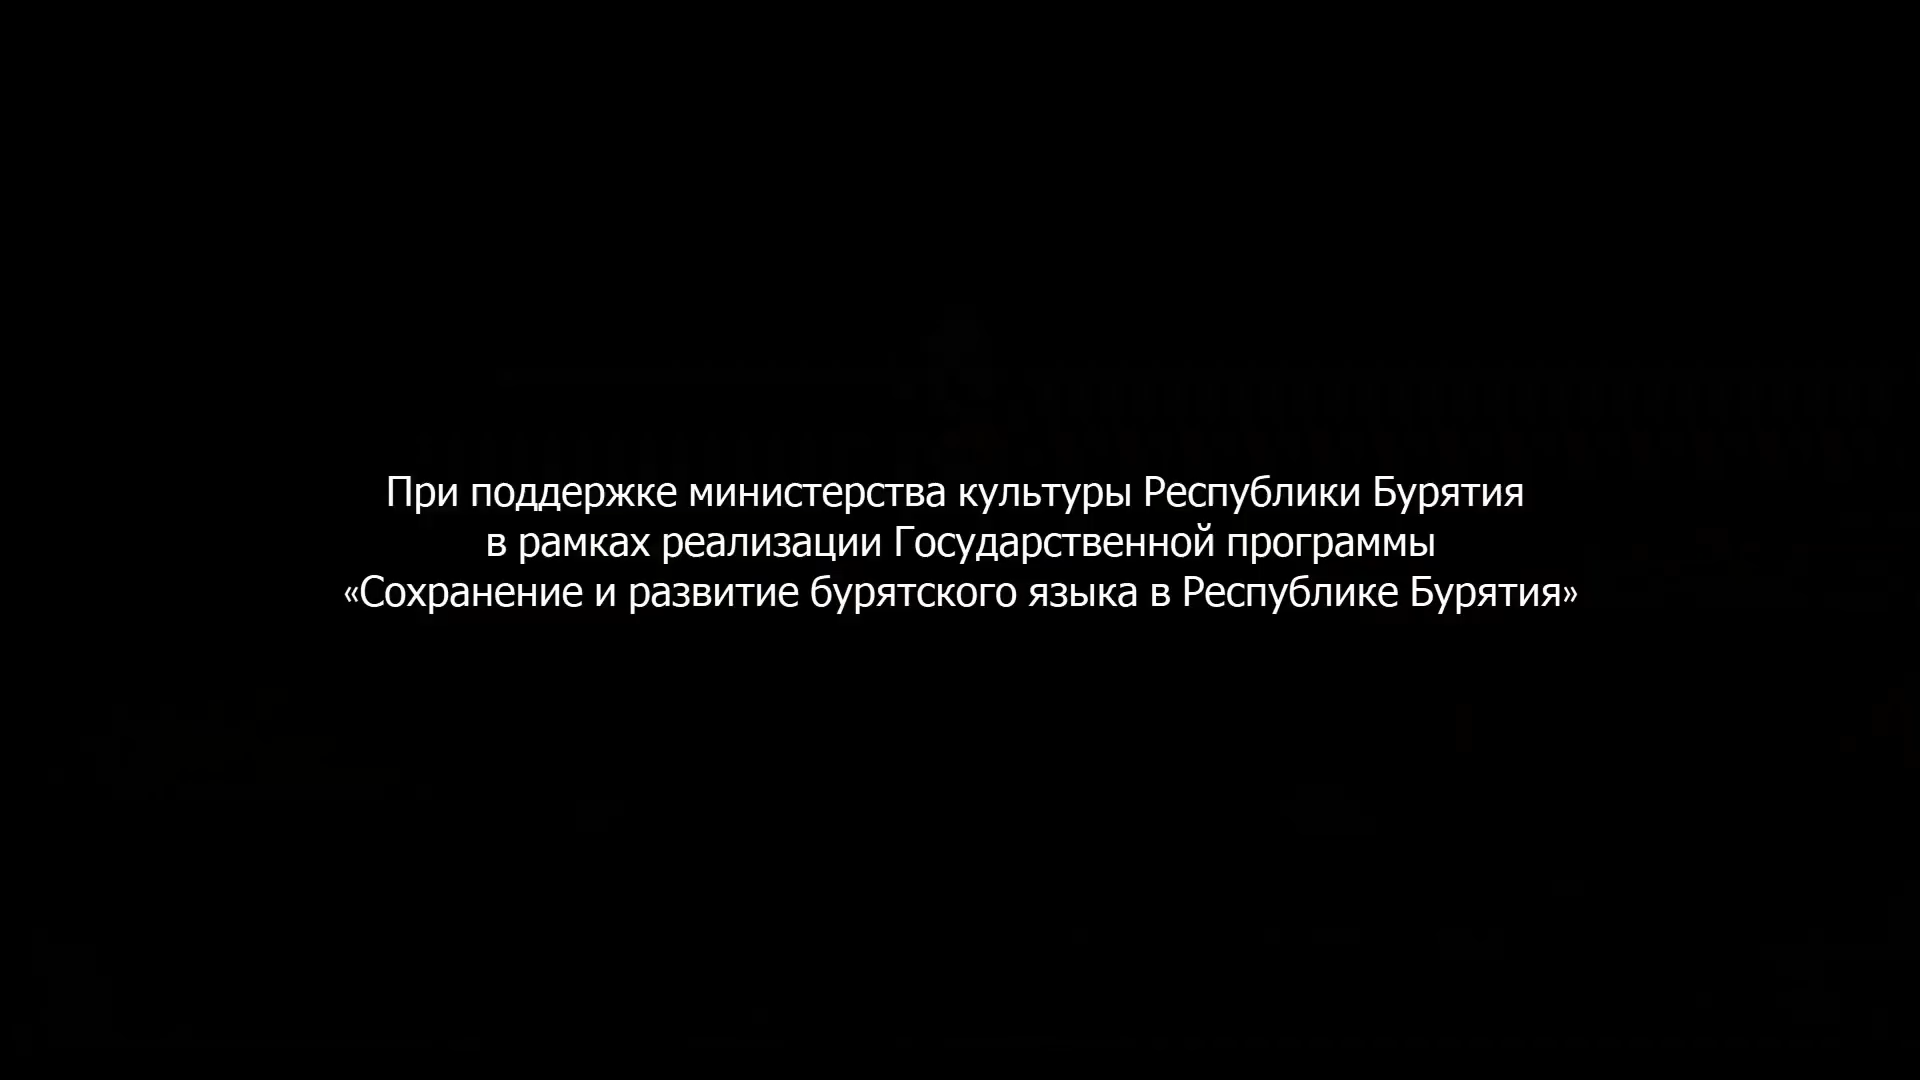 При поддержке министерства культуры Республики Бурятия
в рамках реализации Государственной программы
«Сохранение и развитие бурятского языка в Республике Бурятия»